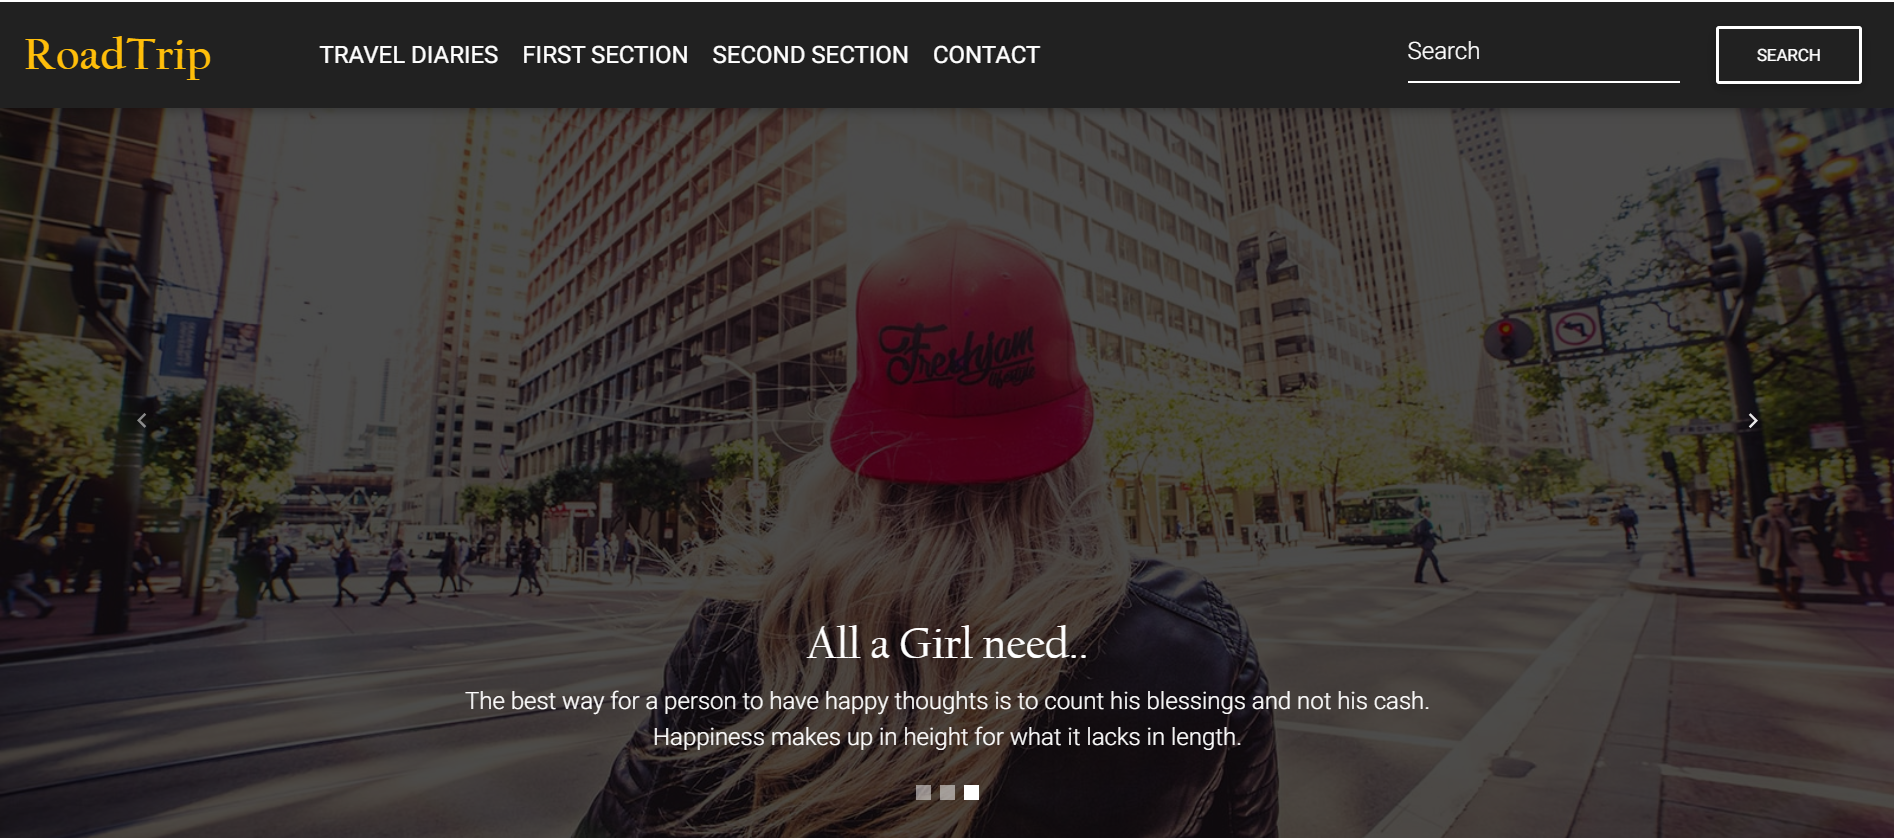 RoadTrip
TRAVEL DIARIES FIRST SECTION SECOND SECTION CONTACT
Search
SEARCH
Freshjam
lifestyle
All a Girl need..
The best way for a person to have happy thoughts is to count his blessings and not his cash.
Happiness makes up in height for what it lacks in length.